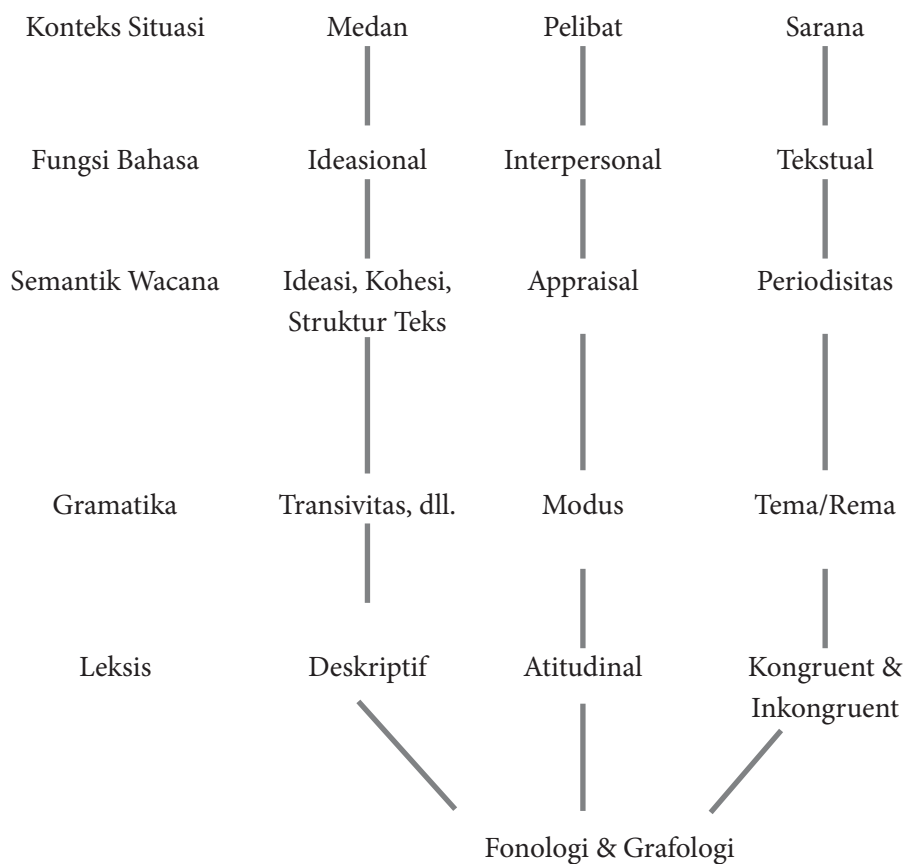 Konteks Situasi Medan Pelibat Sarana
Fungsi Bahasa Ideasional Interpersonal Tekstual
Semantik Wacana Ideasi, Kohesi, Appraisal Periodisitas
Struktur Teks
Gramatika Transivitas, dll. Modus Tema/Rema
Leksis Deskriptif Atitudinal Kongruent &
Inkongruent
Fonologi & Grafologi